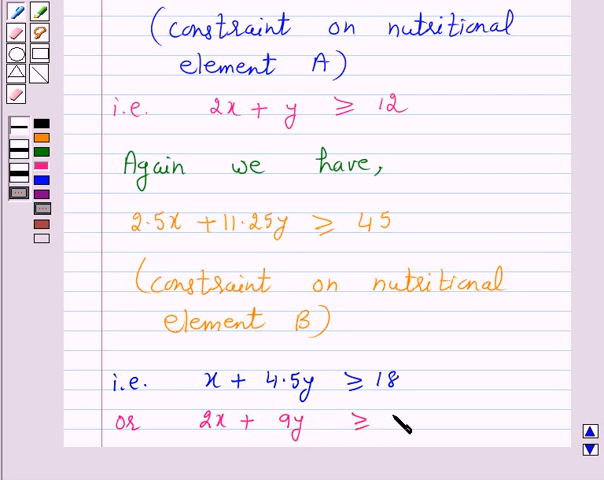 (constraint on nutritional
element A)
i.e. 2x + y ≥ 12
Again we have,
2.5x + 11.25y ≥ 45
(constraint on nutritional
element B)
i.e. x + 4.5y ≥ 18
or 2x + 9y ≥